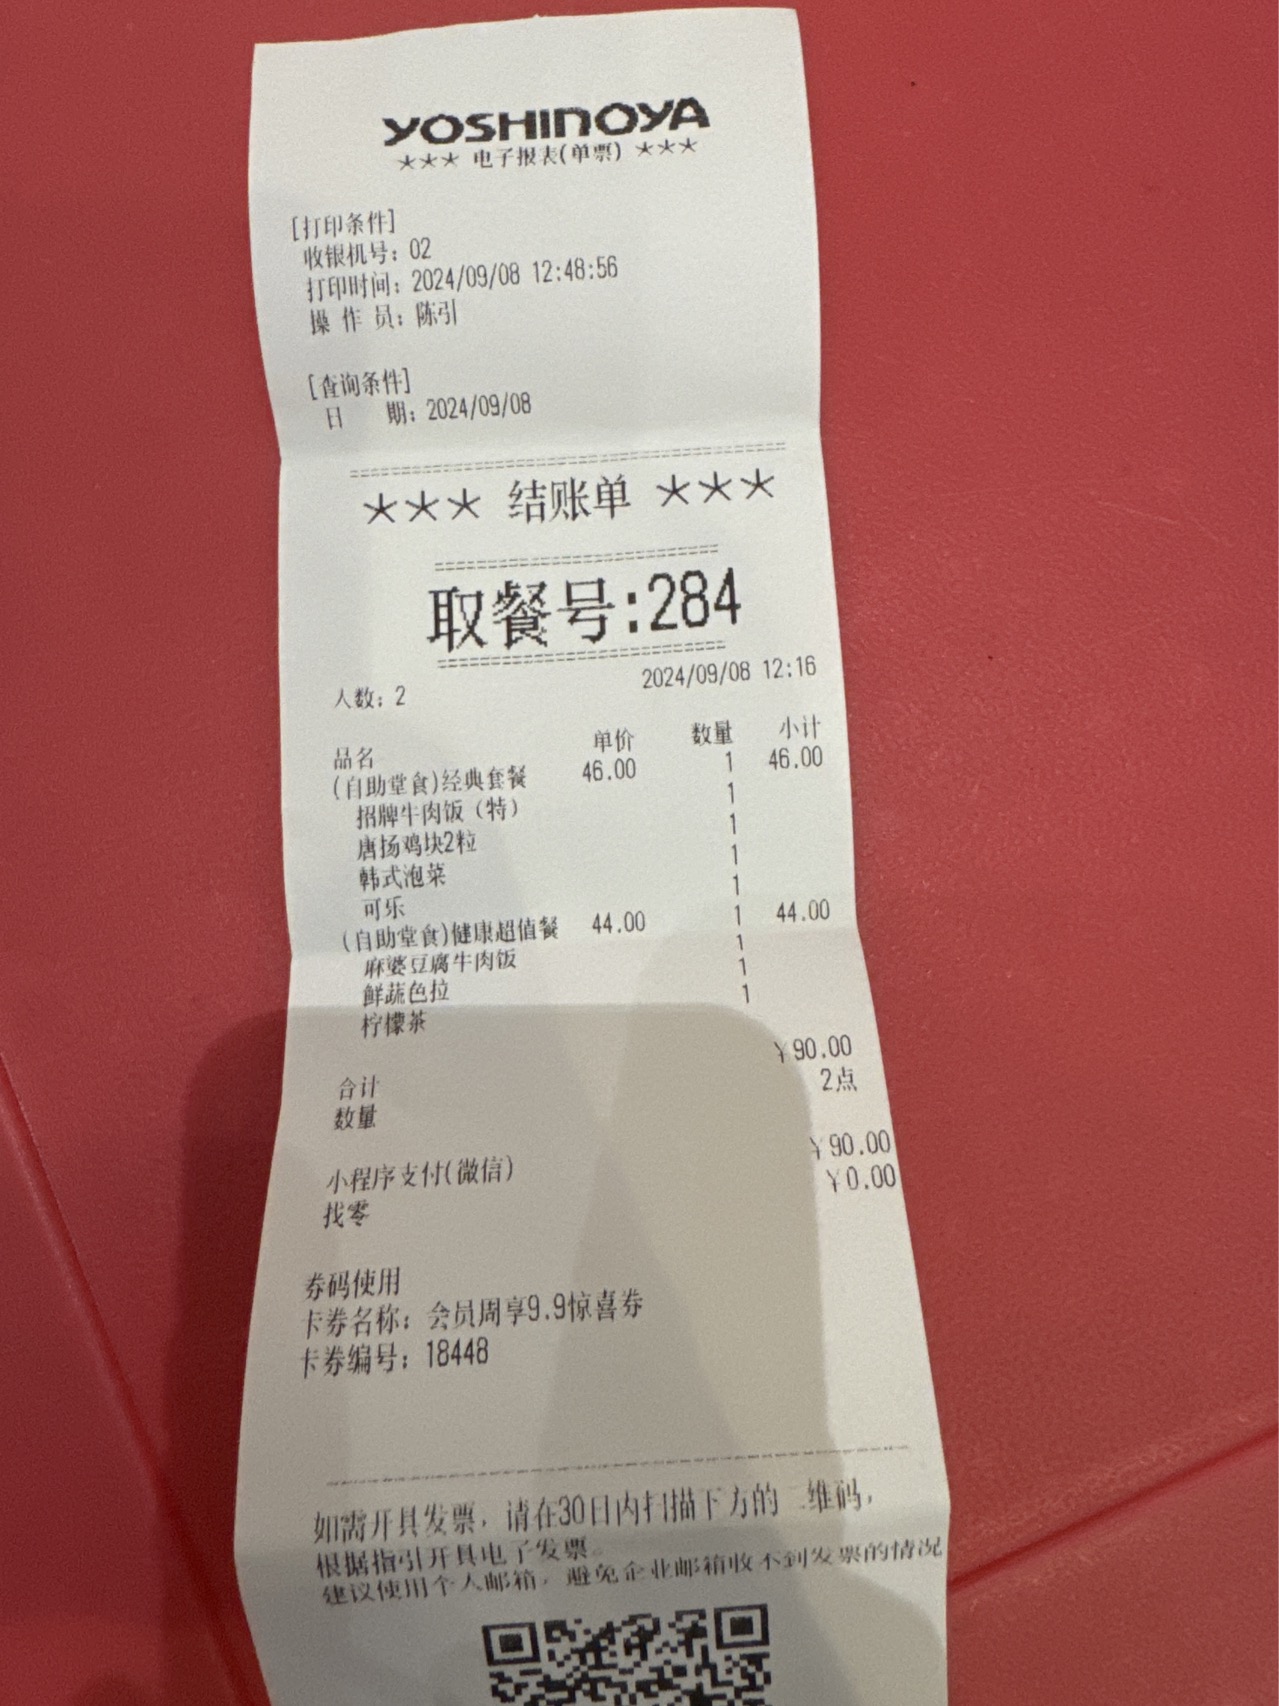 YOSHINOYA
*** 电子报表(单票) ***
[打印条件]
收银机号: 02
打印时间: 2024/09/08 12:48:56
操 作 员: 陈引
[查询条件]
日 期: 2024/09/08
*** 结账单 ***
取餐号:284
人数: 2 2024/09/08 12:16
品名 单价 数量 小计
(自助堂食)经典套餐 46.00 1 46.00
招牌牛肉饭（特） 1
唐扬鸡块2粒 1
韩式泡菜 1
可乐 1
(自助堂食)健康超值餐 44.00 1 44.00
麻婆豆腐牛肉饭 1
鲜蔬色拉 1
柠檬茶 1
合计 ¥90.00
数量 2点
小程序支付(微信) ¥90.00
找零 ¥0.00
券码使用
卡券名称: 会员周享9.9惊喜券
卡券编号: 18448
如需开具发票，请在30日内扫描下方的二维码，
根据指引开具电子发票。
建议使用个人邮箱，避免企业邮箱收不到发票的情况